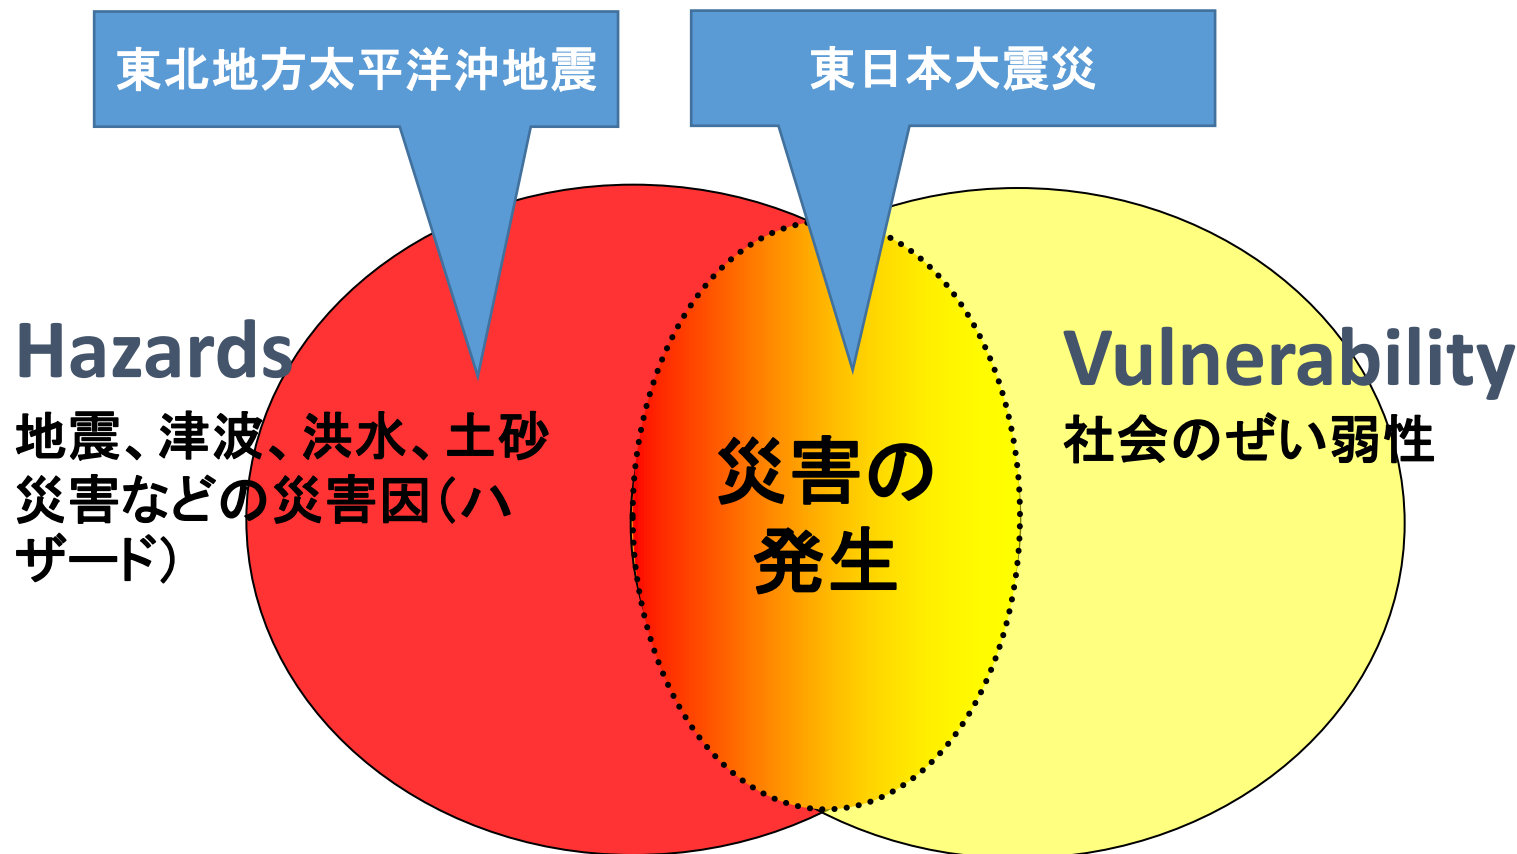 東北地方太平洋沖地震
東日本大震災
Hazards
地震、津波、洪水、土砂
災害などの災害因（ハ
ザード）
災害の
発生
Vulnerability
社会のぜい弱性